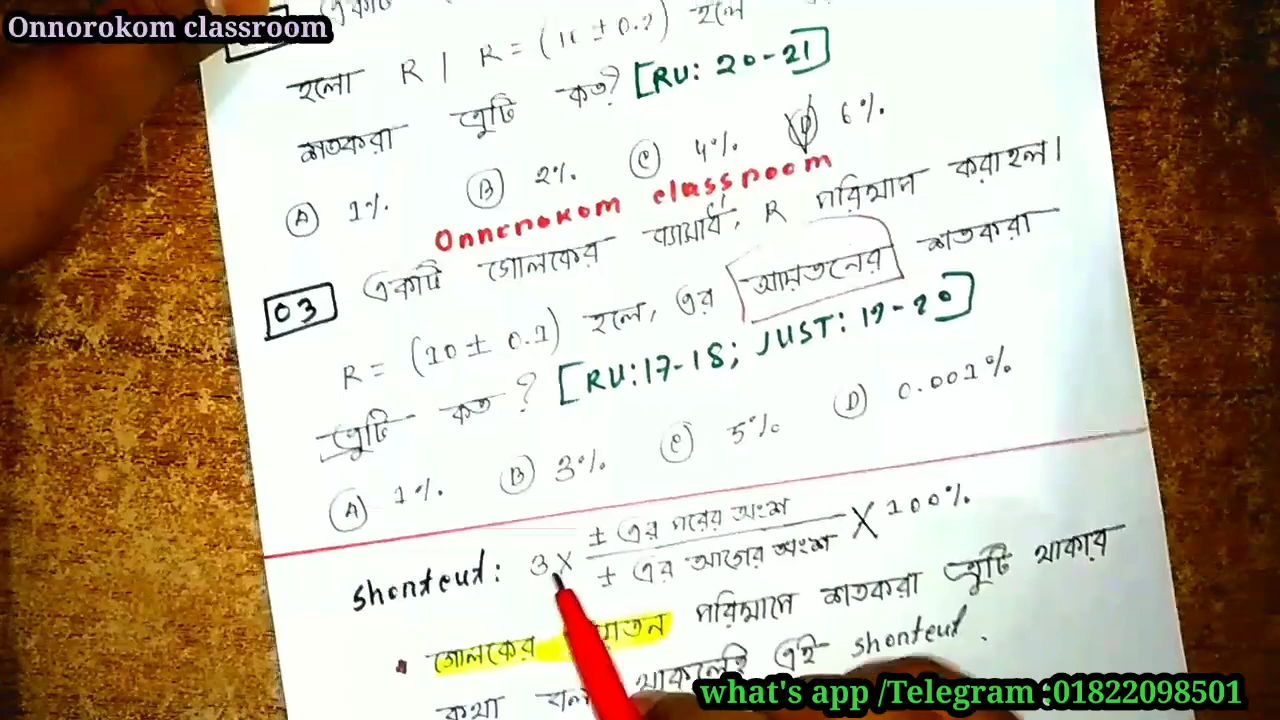 Onnorokom classroom
একটি
হলো R | R = (10 ± 0.2) হলে
শতকরা ত্রুটি কত? [RU: 20-21]
(A) 1% (B) 2% (C) 4% (D) 6%
Onnorokom classroom
03 একটি গোলকের ব্যাসার্ধ, R পরিমাপ করা হল।
R = (10 ± 0.1) হলে, এর আয়তনের শতকরা
ত্রুটি কত? [RU:17-18; JUST: 19-20]
(A) 1% (B) 3% (C) 5% (D) 0.001%
shortcut: 3 × ± এর পরের অংশ / ± এর আগের অংশ × 100%
• গোলকের পরিমাপে শতকরা ত্রুটি থাকার
কথা থাকলেই এই shortcut.
what's app /Telegram :01822098501